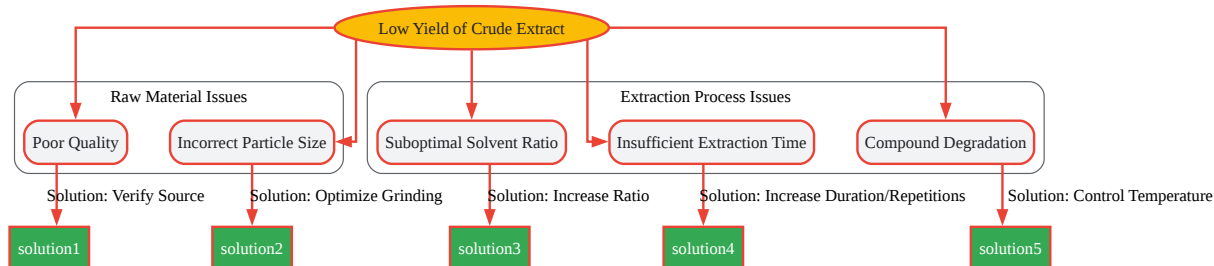 Low Yield of Crude Extract
Raw Material Issues
Extraction Process Issues
Poor Quality
Incorrect Particle Size
Suboptimal Solvent Ratio
Insufficient Extraction Time
Compound Degradation
Solution: Verify Source
Solution: Optimize Grinding
Solution: Increase Ratio
Solution: Increase Duration/Repetitions
Solution: Control Temperature
solution1
solution2
solution3
solution4
solution5